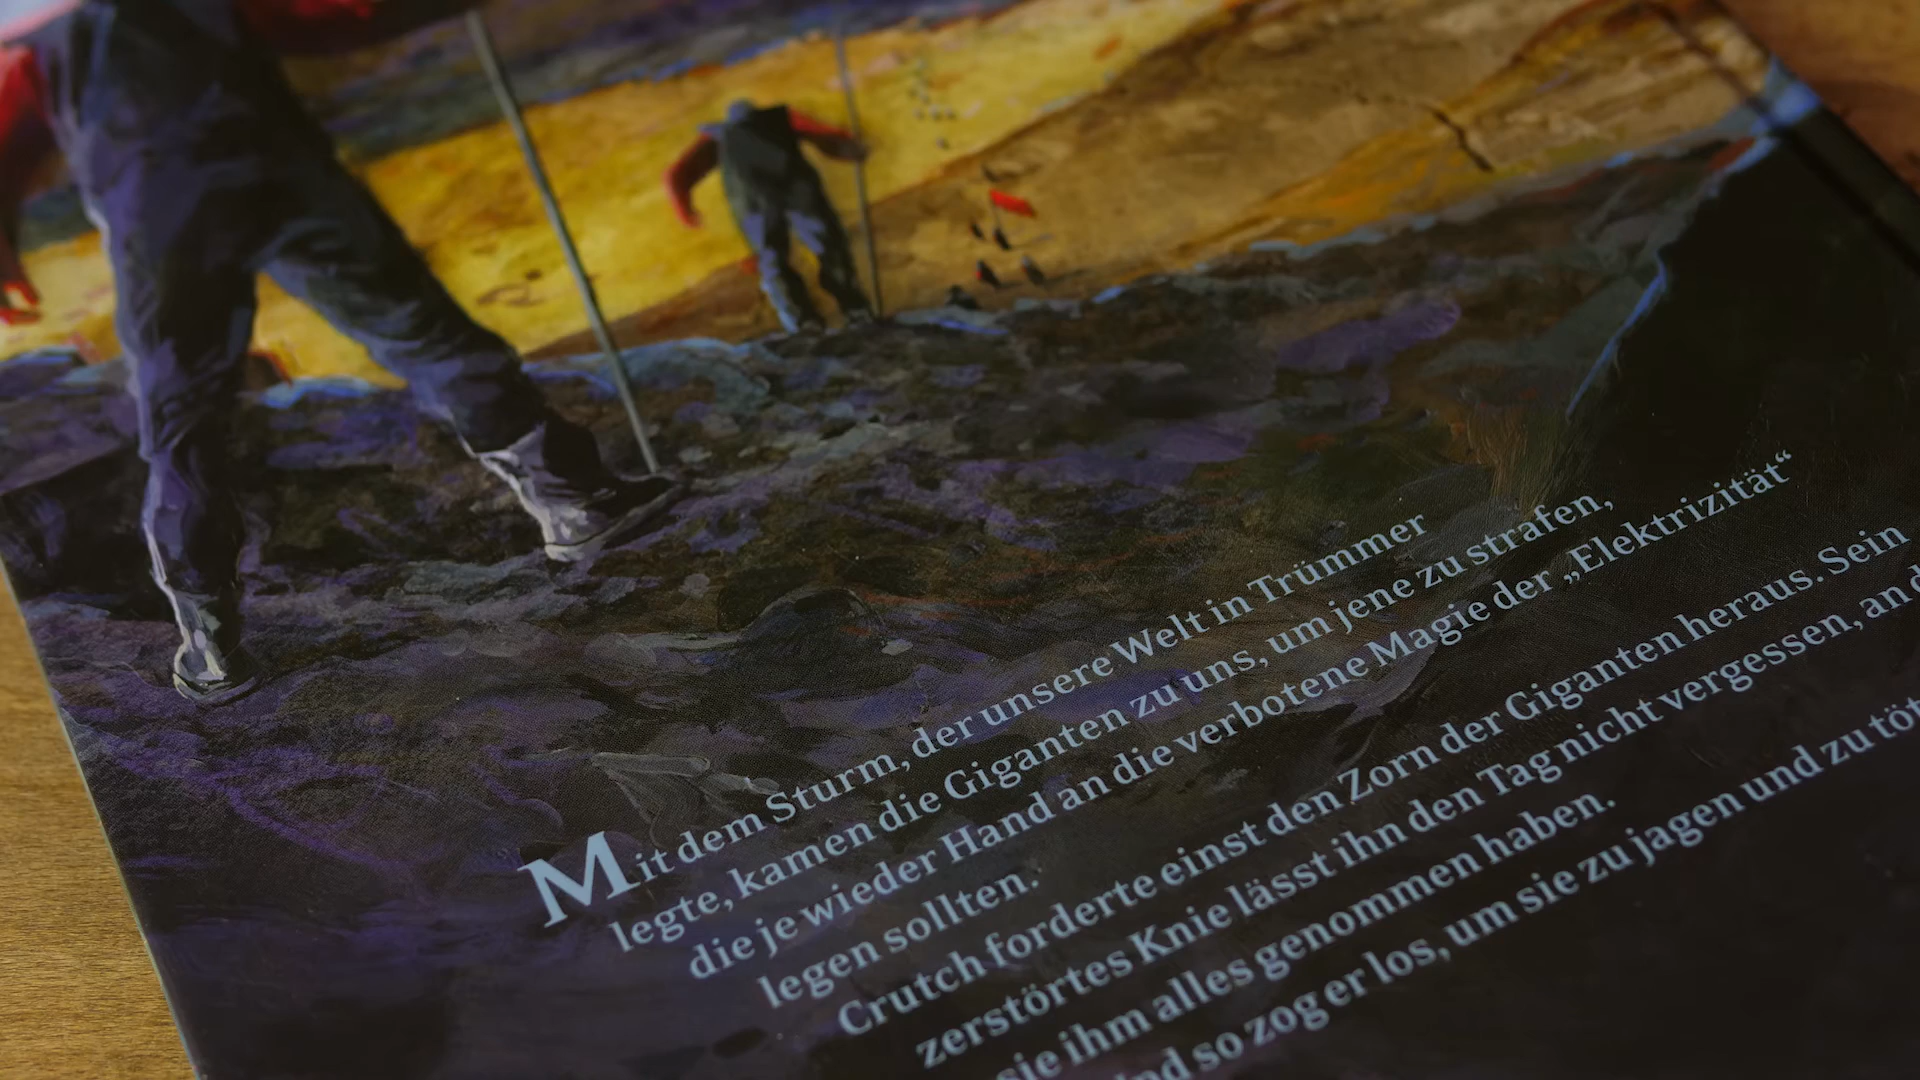 Mit dem Sturm, der unsere Welt in Trümmer
legte, kamen die Giganten zu uns, um jene zu strafen,
die je wieder Hand an die verbotene Magie der „Elektrizität“
legen sollten.
Crutch forderte einst den Zorn der Giganten heraus. Sein
zerstörtes Knie lässt ihn den Tag nicht vergessen, an
sie ihm alles genommen haben.
so zog er los, um sie zu jagen und zu